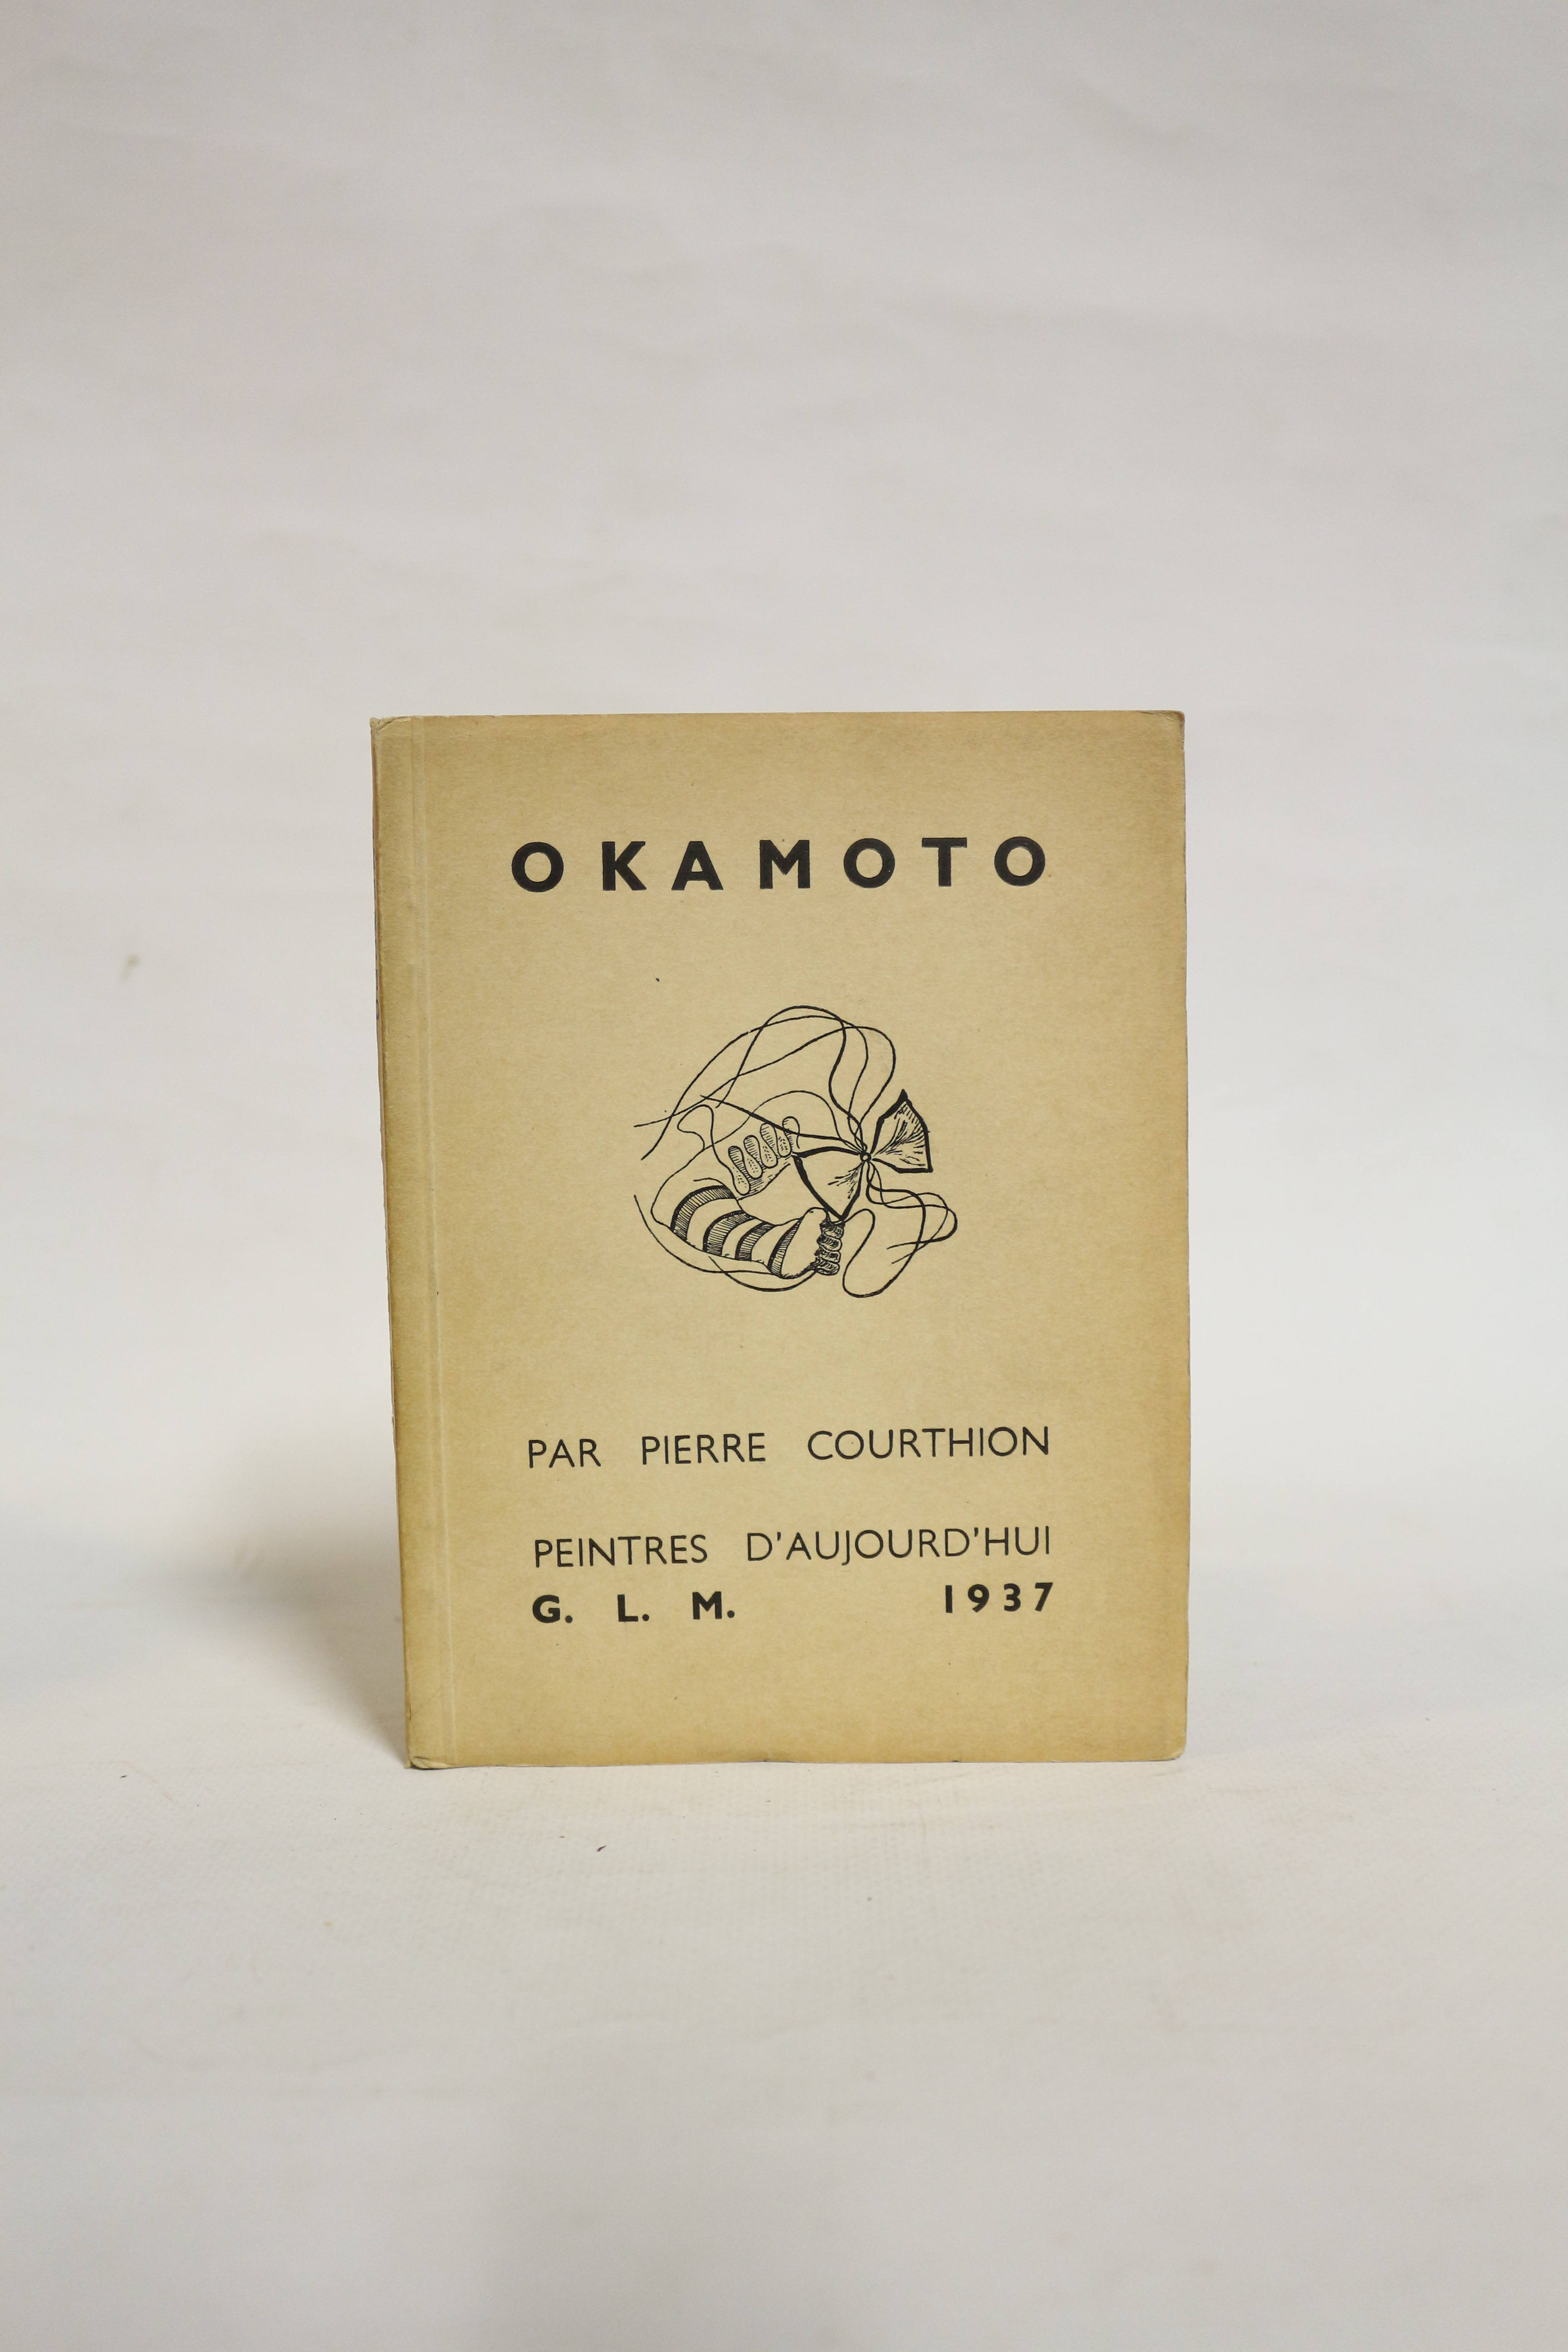 OKAMOTO
PAR PIERRE COURTHION
PEINTRES D'AUJOURD'HUI
G. L. M. 1937